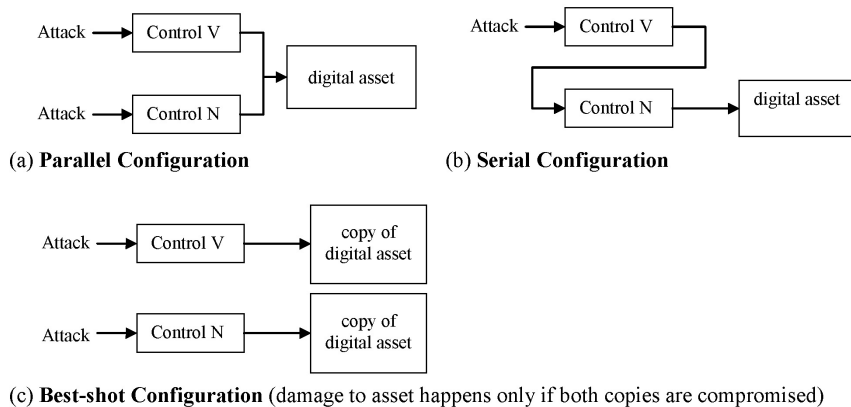 Attack
Control V
Attack
Control N
digital asset
(a) Parallel Configuration
Attack
Control V
Control N
digital asset
(b) Serial Configuration
Attack
Control V
copy of
digital asset
Attack
Control N
copy of
digital asset
(c) Best-shot Configuration (damage to asset happens only if both copies are compromised)